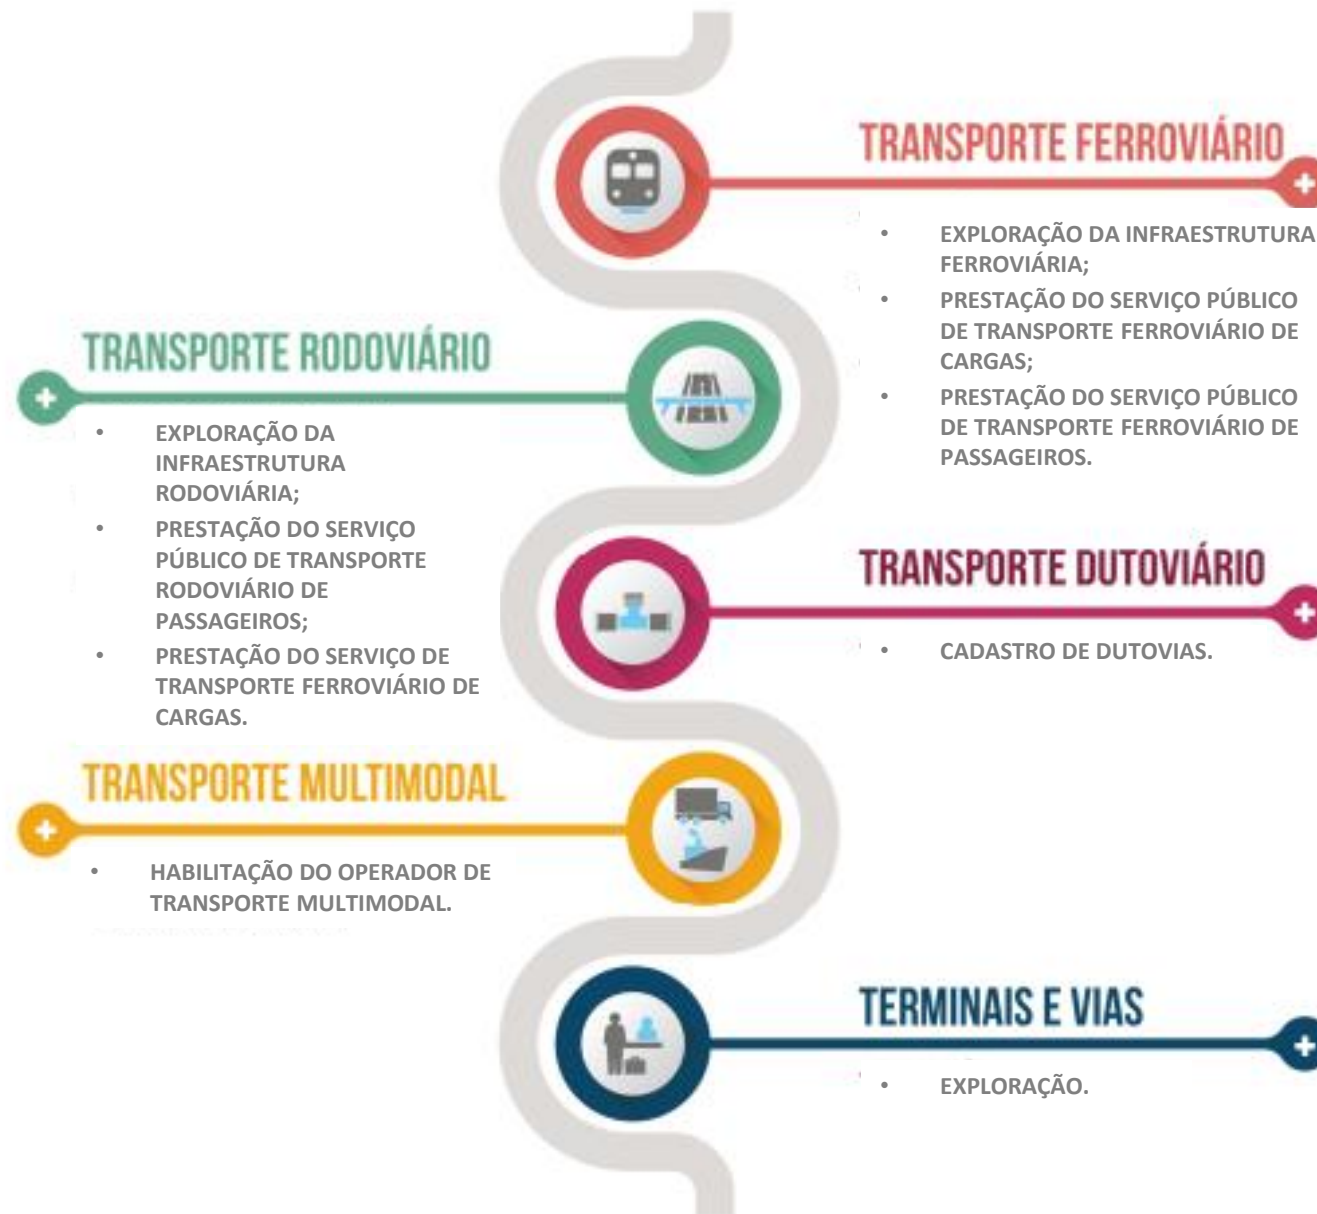 TRANSPORTE FERROVIÁRIO
• EXPLORAÇÃO DA INFRAESTRUTURA
FERROVIÁRIA;
• PRESTAÇÃO DO SERVIÇO PÚBLICO
DE TRANSPORTE FERROVIÁRIO DE
CARGAS;
• PRESTAÇÃO DO SERVIÇO PÚBLICO
DE TRANSPORTE FERROVIÁRIO DE
PASSAGEIROS.
TRANSPORTE RODOVIÁRIO
• EXPLORAÇÃO DA
INFRAESTRUTURA
RODOVIÁRIA;
• PRESTAÇÃO DO SERVIÇO
PÚBLICO DE TRANSPORTE
RODOVIÁRIO DE
PASSAGEIROS;
• PRESTAÇÃO DO SERVIÇO DE
TRANSPORTE FERROVIÁRIO DE
CARGAS.
TRANSPORTE DUTOVIÁRIO
• CADASTRO DE DUTOVIAS.
TRANSPORTE MULTIMODAL
• HABILITAÇÃO DO OPERADOR DE
TRANSPORTE MULTIMODAL.
TERMINAIS E VIAS
• EXPLORAÇÃO.